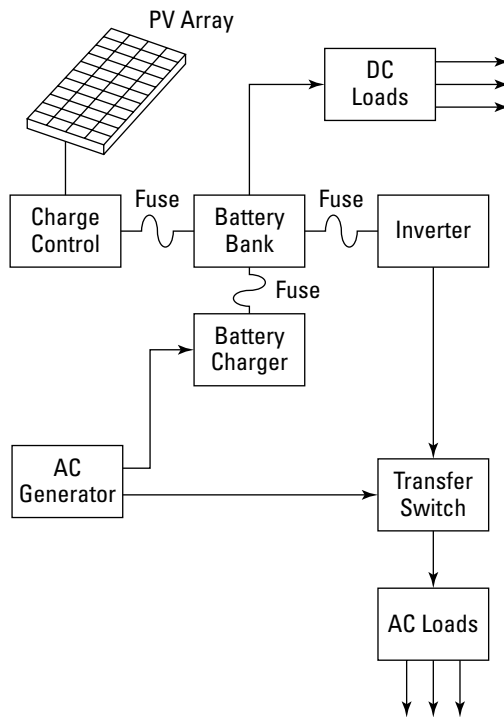 PV Array
DC
Loads
Fuse
Fuse
Charge
Control
Battery
Bank
Inverter
Fuse
Battery
Charger
AC
Generator
Transfer
Switch
AC Loads